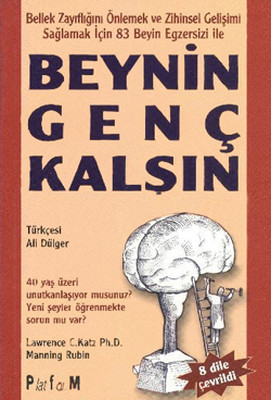 Bellek Zayıflığını Önlemek ve Zihinsel Gelişimi
Sağlamak İçin 83 Beyin Egzersizi ile
BEYNİN
GENÇ
KALSIN
Türkçesi
Ali Dülger
40 yaş üzeri
unutkanlaşıyor musunuz?
Yeni şeyler öğrenmekte
sorun mu var?
Lawrence C.Katz Ph.D.
Manning Rubin
8 dile
çevrildi
PlatfoM